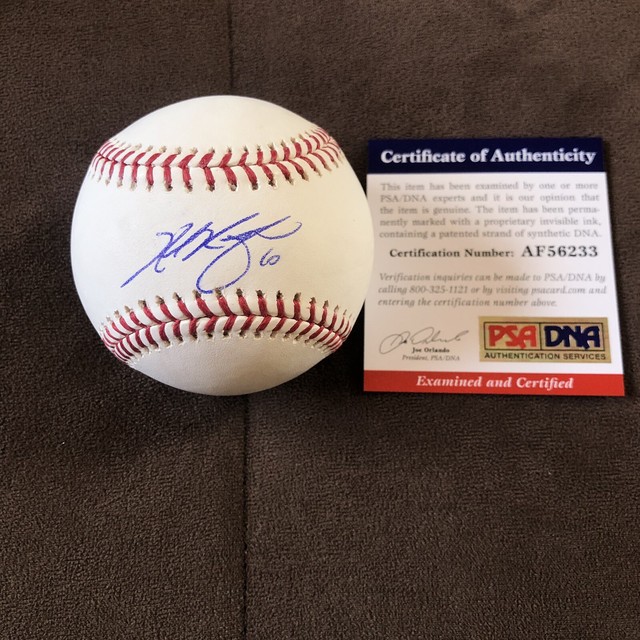 60
Certificate of Authenticity
This item has been examined by one or more
PSA/DNA experts and it is our opinion that
the item is genuine. The item has been perma-
nently marked with a proprietary invisible ink,
containing a patented strand of synthetic DNA.
Certification Number: AF56233
Verification inquiries can be made to PSA/DNA by
calling 800-325-1121 or by visiting psacard.com and
entering the certification number above.
Joe Orlando
President, PSA/DNA
PSA DNA
AUTHENTICATION SERVICES
Examined and Certified